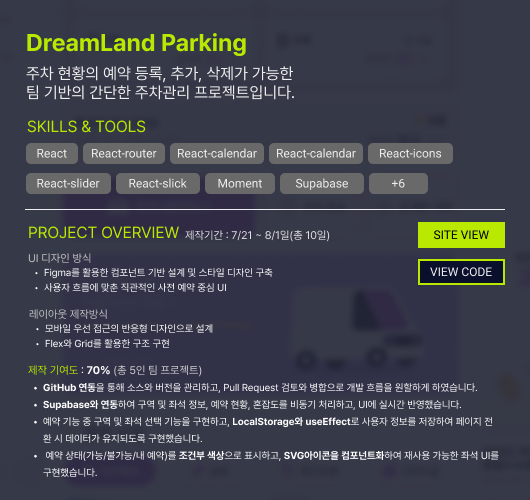 DreamLand Parking
주차 현황의 예약 등록, 추가, 삭제가 가능한
팀 기반의 간단한 주차관리 프로젝트입니다.
SKILLS & TOOLS
React React-router React-calendar React-calendar React-icons
React-slider React-slick Moment Supabase +6
PROJECT OVERVIEW 제작기간 : 7/21 ~ 8/1일(총 10일)
SITE VIEW
VIEW CODE
UI 디자인 방식
• Figma를 활용한 컴포넌트 기반 설계 및 스타일 디자인 구축
• 사용자 흐름에 맞춘 직관적인 사전 예약 중심 UI
레이아웃 제작방식
• 모바일 우선 접근의 반응형 디자인으로 설계
• Flex와 Grid를 활용한 구조 구현
제작 기여도 : 70% (총 5인 팀 프로젝트)
• GitHub 연동을 통해 소스와 버전을 관리하고, Pull Request 검토와 병합으로 개발 흐름을 원할하게 하였습니다.
• Supabase와 연동하여 구역 및 좌석 정보, 예약 현황, 혼잡도를 비동기 처리하고, UI에 실시간 반영했습니다.
• 예약 기능 중 구역 및 좌석 선택 기능을 구현하고, LocalStorage와 useEffect로 사용자 정보를 저장하여 페이지 전
환 시 데이터가 유지되도록 구현했습니다.
• 예약 상태(가능/불가능/내 예약)를 조건부 색상으로 표시하고, SVG아이콘을 컴포넌트화하여 재사용 가능한 좌석 UI를
구현했습니다.